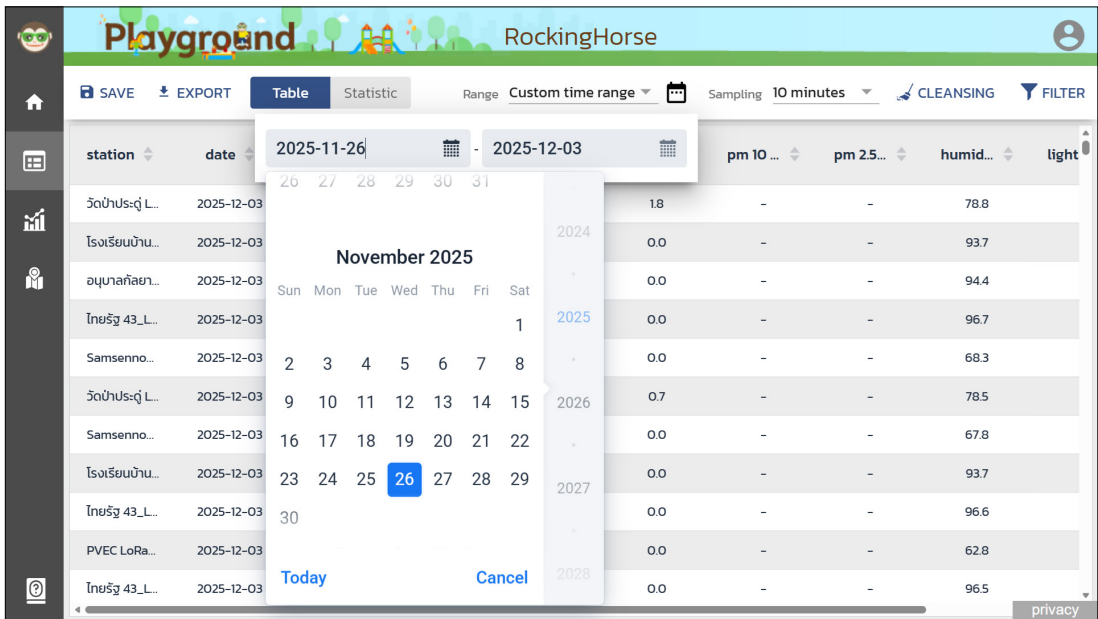 Playground RockingHorse
SAVE EXPORT Table Statistic Range Custom time range Sampling 10 minutes CLEANSING FILTER
2025-11-26 - 2025-12-03
station date pm 10 ... pm 2.5... humid... light
26 27 28 29 30 31
วัดป่าประดู่ L... 2025-12-03 1.8 - - 78.8
2024
โรงเรียนบ้าน... 2025-12-03 0.0 - - 93.7
November 2025
อนุบาลกัลยา... 2025-12-03 0.0 - - 94.4
Sun Mon Tue Wed Thu Fri Sat
ไทยรัฐ 43_L... 2025-12-03 1 2025 0.0 - - 96.7
Samsenno... 2025-12-03 2 3 4 5 6 7 8 0.0 - - 68.3
วัดป่าประดู่ L... 2025-12-03 9 10 11 12 13 14 15 2026 0.7 - - 78.5
Samsenno... 2025-12-03 16 17 18 19 20 21 22 0.0 - - 67.8
โรงเรียนบ้าน... 2025-12-03 23 24 25 26 27 28 29 0.0 - - 93.7
2027
ไทยรัฐ 43_L... 2025-12-03 30 0.0 - - 96.6
PVEC LoRa... 2025-12-03 0.0 - - 62.8
Today Cancel 2028
ไทยรัฐ 43_L... 2025-12-03 0.0 - - 96.5
privacy